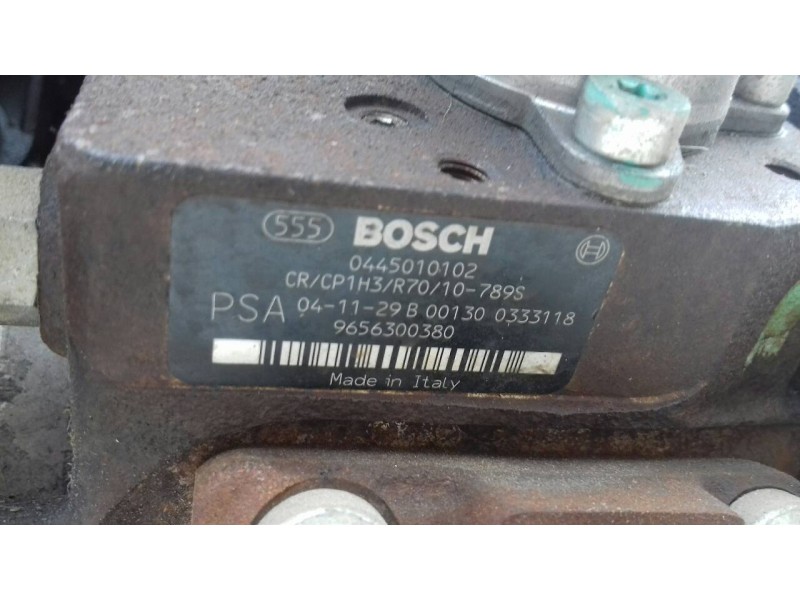 555 BOSCH
0445010102
CR/CP1H3/R70/10-789S
PSA 04-11-29 B 00130 0333118
9656300380
Made in Italy